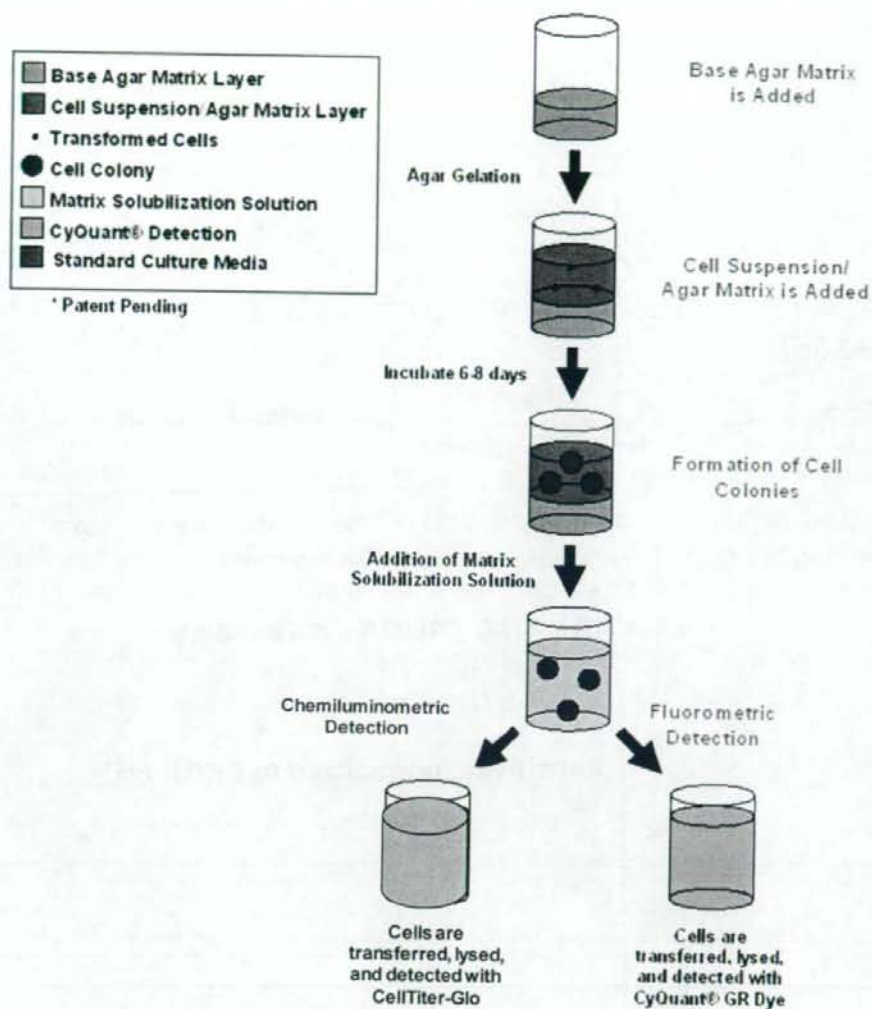 Base Agar Matrix Layer
Cell Suspension/Agar Matrix Layer
Transformed Cells
Cell Colony
Matrix Solubilization Solution
CyQuant® Detection
Standard Culture Media
* Patent Pending
Base Agar Matrix
is Added
Agar Gelation
Cell Suspension/
Agar Matrix is Added
Incubate 6-8 days
Formation of Cell
Colonies
Addition of Matrix
Solubilization Solution
Chemiluminometric
Detection
Fluorometric
Detection
Cells are
transferred, lysed,
and detected with
CellTiter-Glo
Cells are
transferred, lysed,
and detected with
CyQuant® GR Dye